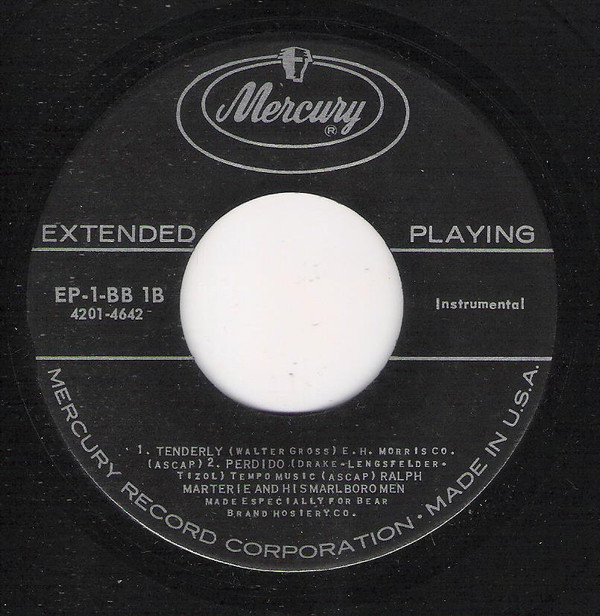 Mercury
®
EXTENDED PLAYING
EP-1-BB 1B
4201-4642
Instrumental
1. TENDERLY (WALTER GROSS) E. H. MORRIS CO.
(ASCAP) 2. PERDIDO (DRAKE-LENGSFELDER-
TIZOL) TEMPO MUSIC (ASCAP) RALPH
MARTERIE AND HIS MARLBORO MEN
MADE ESPECIALLY FOR BEAR
BRAND HOSIERY CO.
MERCURY RECORD CORPORATION • MADE IN U.S.A.